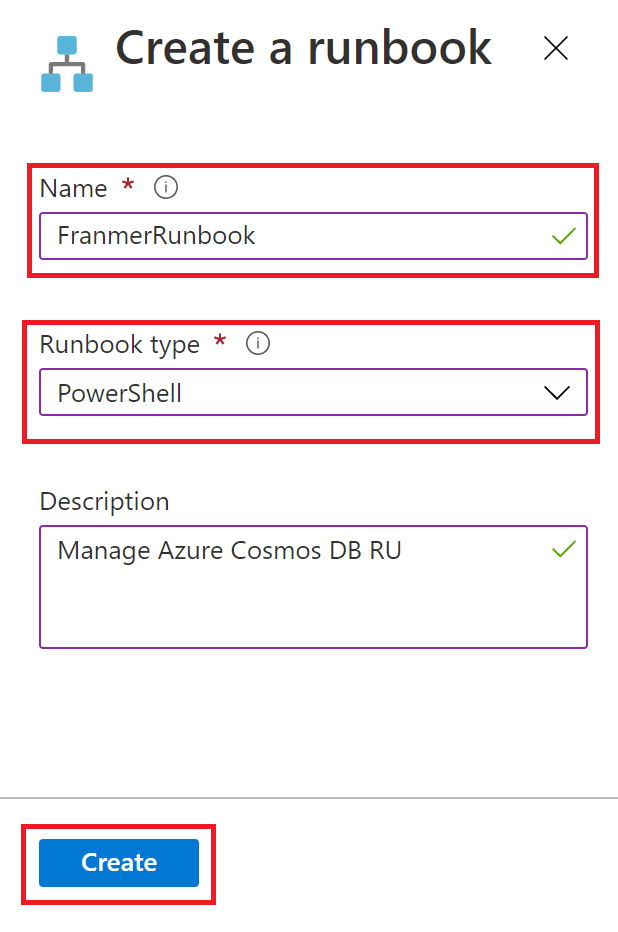 Create a runbook
Name *
FranmerRunbook
Runbook type *
PowerShell
Description
Manage Azure Cosmos DB RU
Create